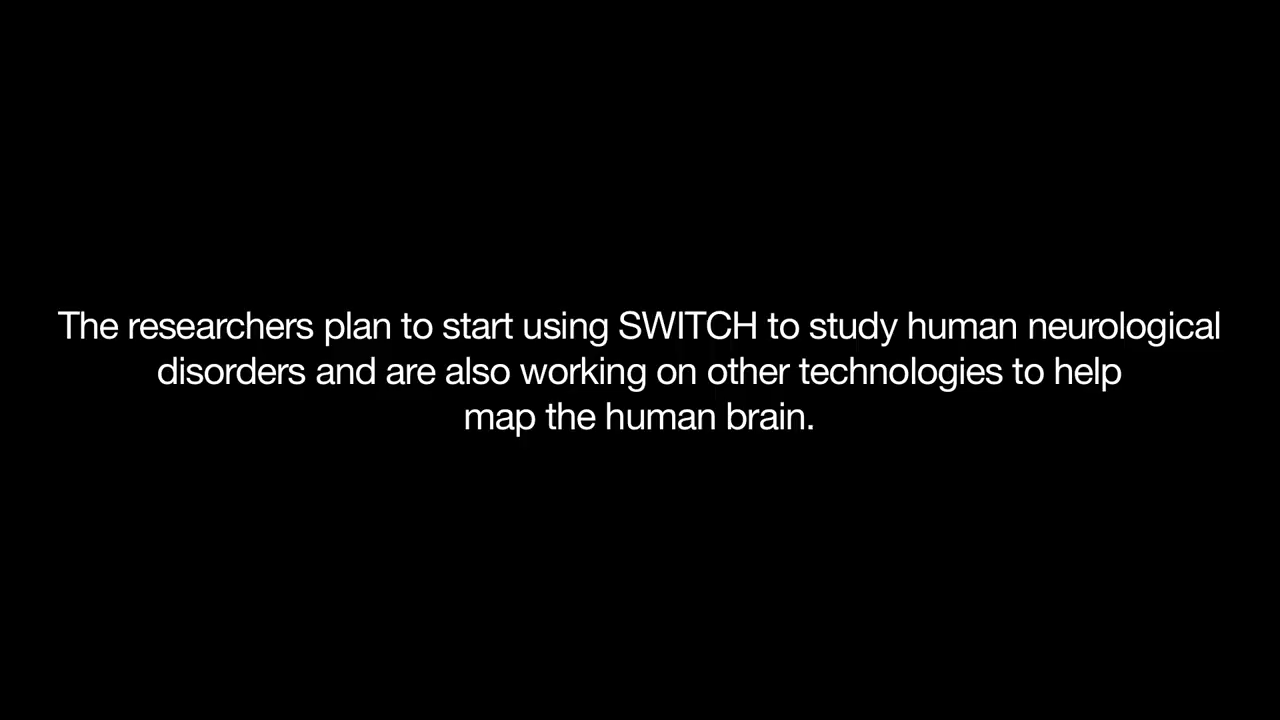 The researchers plan to start using SWITCH to study human neurological
disorders and are also working on other technologies to help
map the human brain.